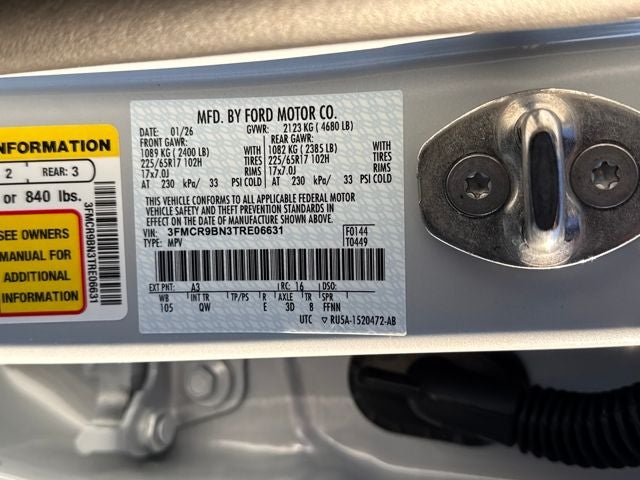 INFORMATION
2 REAR: 3
or 840 lbs.
SEE OWNERS
MANUAL FOR
ADDITIONAL
INFORMATION
3FMCR9BN3TRE06631
MFD. BY FORD MOTOR CO.
DATE: 01/26 GVWR: 2123 KG ( 4680 LB)
FRONT GAWR: REAR GAWR:
1089 KG ( 2400 LB) WITH 1082 KG ( 2385 LB) WITH
225/65R17 102H TIRES 225/65R17 102H TIRES
17x7.0J RIMS 17x7.0J RIMS
AT 230 kPa/ 33 PSI COLD AT 230 kPa/ 33 PSI COLD
THIS VEHICLE CONFORMS TO ALL APPLICABLE FEDERAL MOTOR
VEHICLE SAFETY AND THEFT PREVENTION STANDARDS
IN EFFECT ON THE DATE OF MANUFACTURE SHOWN ABOVE.
VIN: 3FMCR9BN3TRE06631 F0144
TYPE: MPV T0449
EXT PNT: A3 RC: 16 DSO:
WB INT TR TP/PS R AXLE TR SPR
105 QW E 3D 8 FFNN
UTC ▽ RU5A-1520472-AB